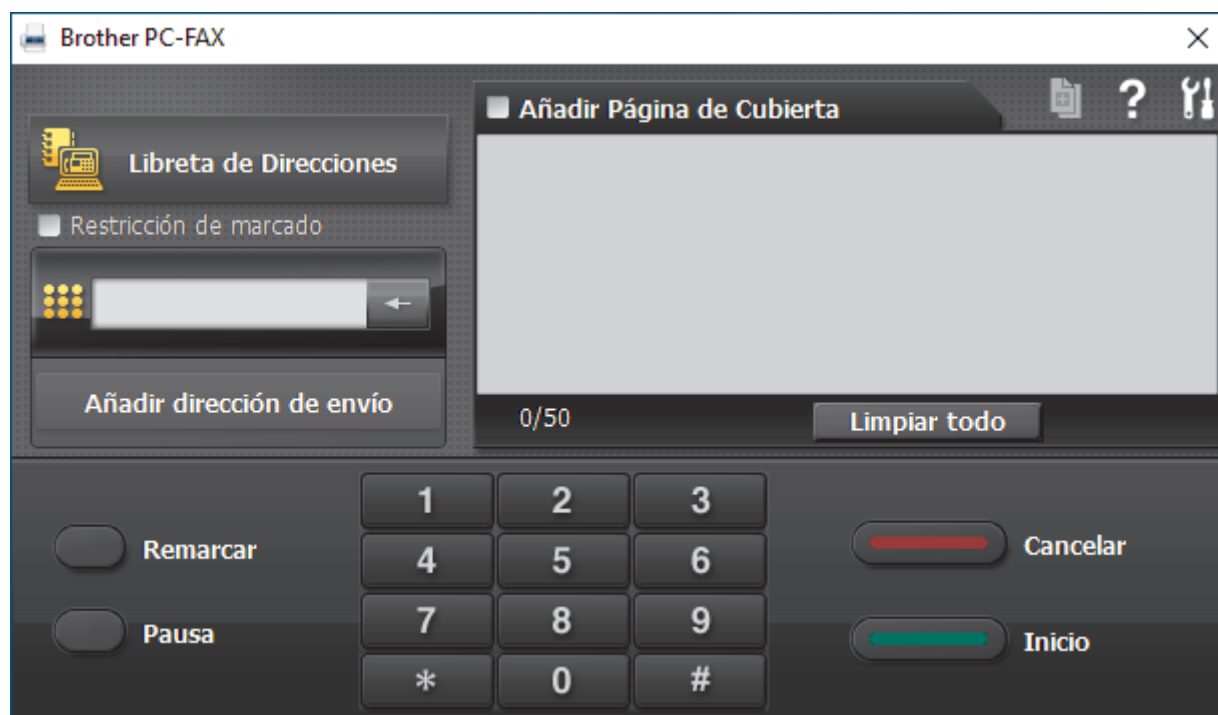 Brother PC-FAX
Añadir Página de Cubierta
?
Libreta de Direcciones
Restricción de marcado
Añadir dirección de envío
0/50
Limpiar todo
1 2 3
Remarcar
4 5 6
Cancelar
7 8 9
Pausa
Inicio
* 0 #